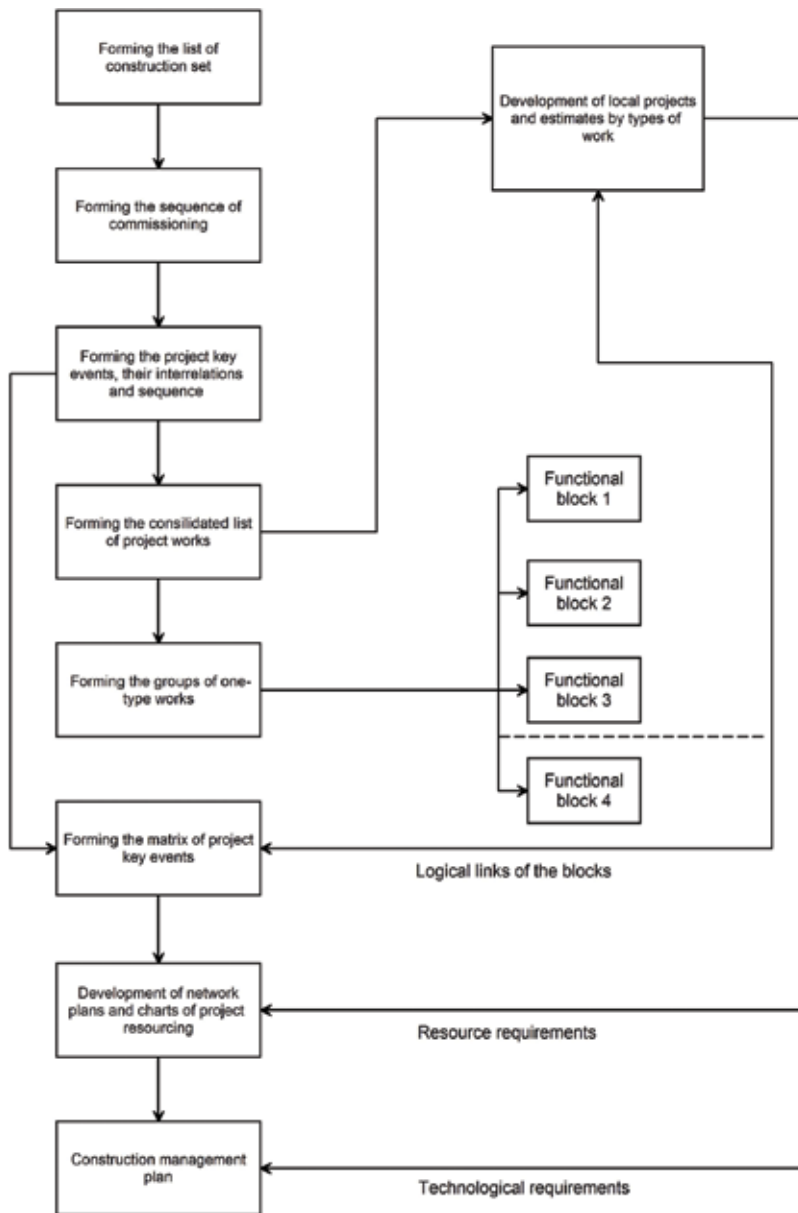 Forming the list of
construction set
Development of local projects
and estimates by types of
work
Forming the sequence of
commissioning
Forming the project key
events, their interrelations
and sequence
Forming the consilidated list
of project works
Forming the groups of one-
type works
Functional
block 1
Functional
block 2
Functional
block 3
Functional
block 4
Forming the matrix of project
key events
Logical links of the blocks
Development of network
plans and charts of project
resourcing
Resource requirements
Construction management
plan
Technological requirements